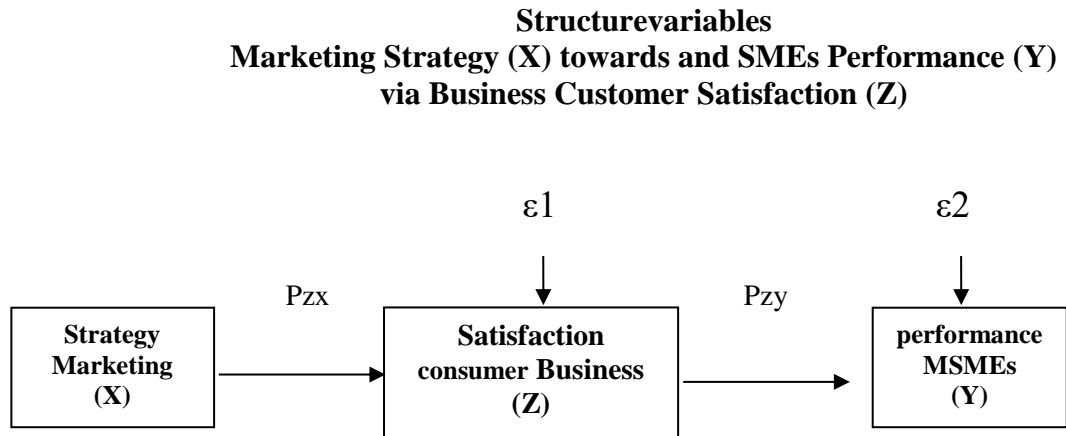 Structurevariables
Marketing Strategy (X) towards and SMEs Performance (Y)
via Business Customer Satisfaction (Z)
ε1
ε2
Pzx
Pzy
Strategy
Marketing
(X)
Satisfaction
consumer Business
(Z)
performance
MSMEs
(Y)